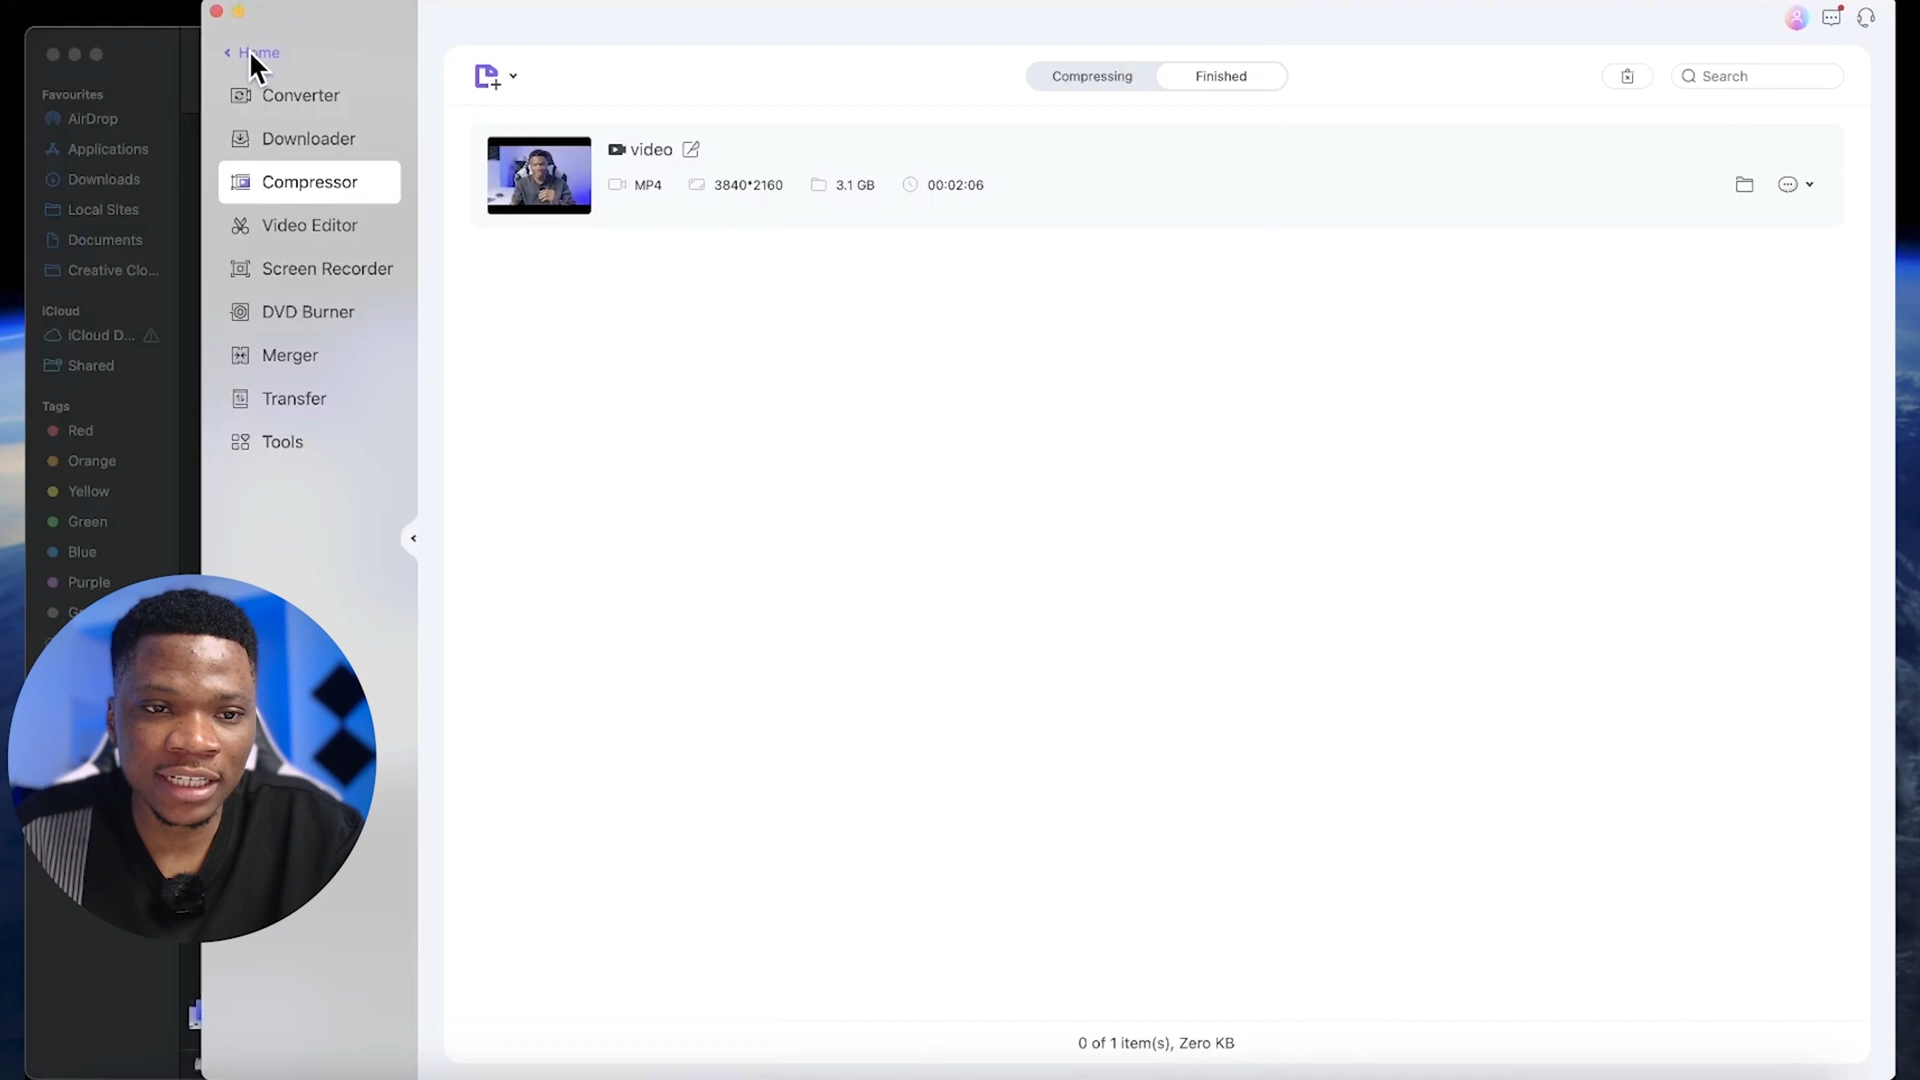 Favourites
AirDrop
Applications
Downloads
Local Sites
Documents
Creative Clo...
iCloud
iCloud D...
Shared
Tags
Red
Orange
Yellow
Green
Blue
Purple
Home
Converter
Downloader
Compressor
Video Editor
Screen Recorder
DVD Burner
Merger
Transfer
Tools
Compressing
Finished
Search
video
MP4
3840*2160
3.1 GB
00:02:06
0 of 1 item(s), Zero KB